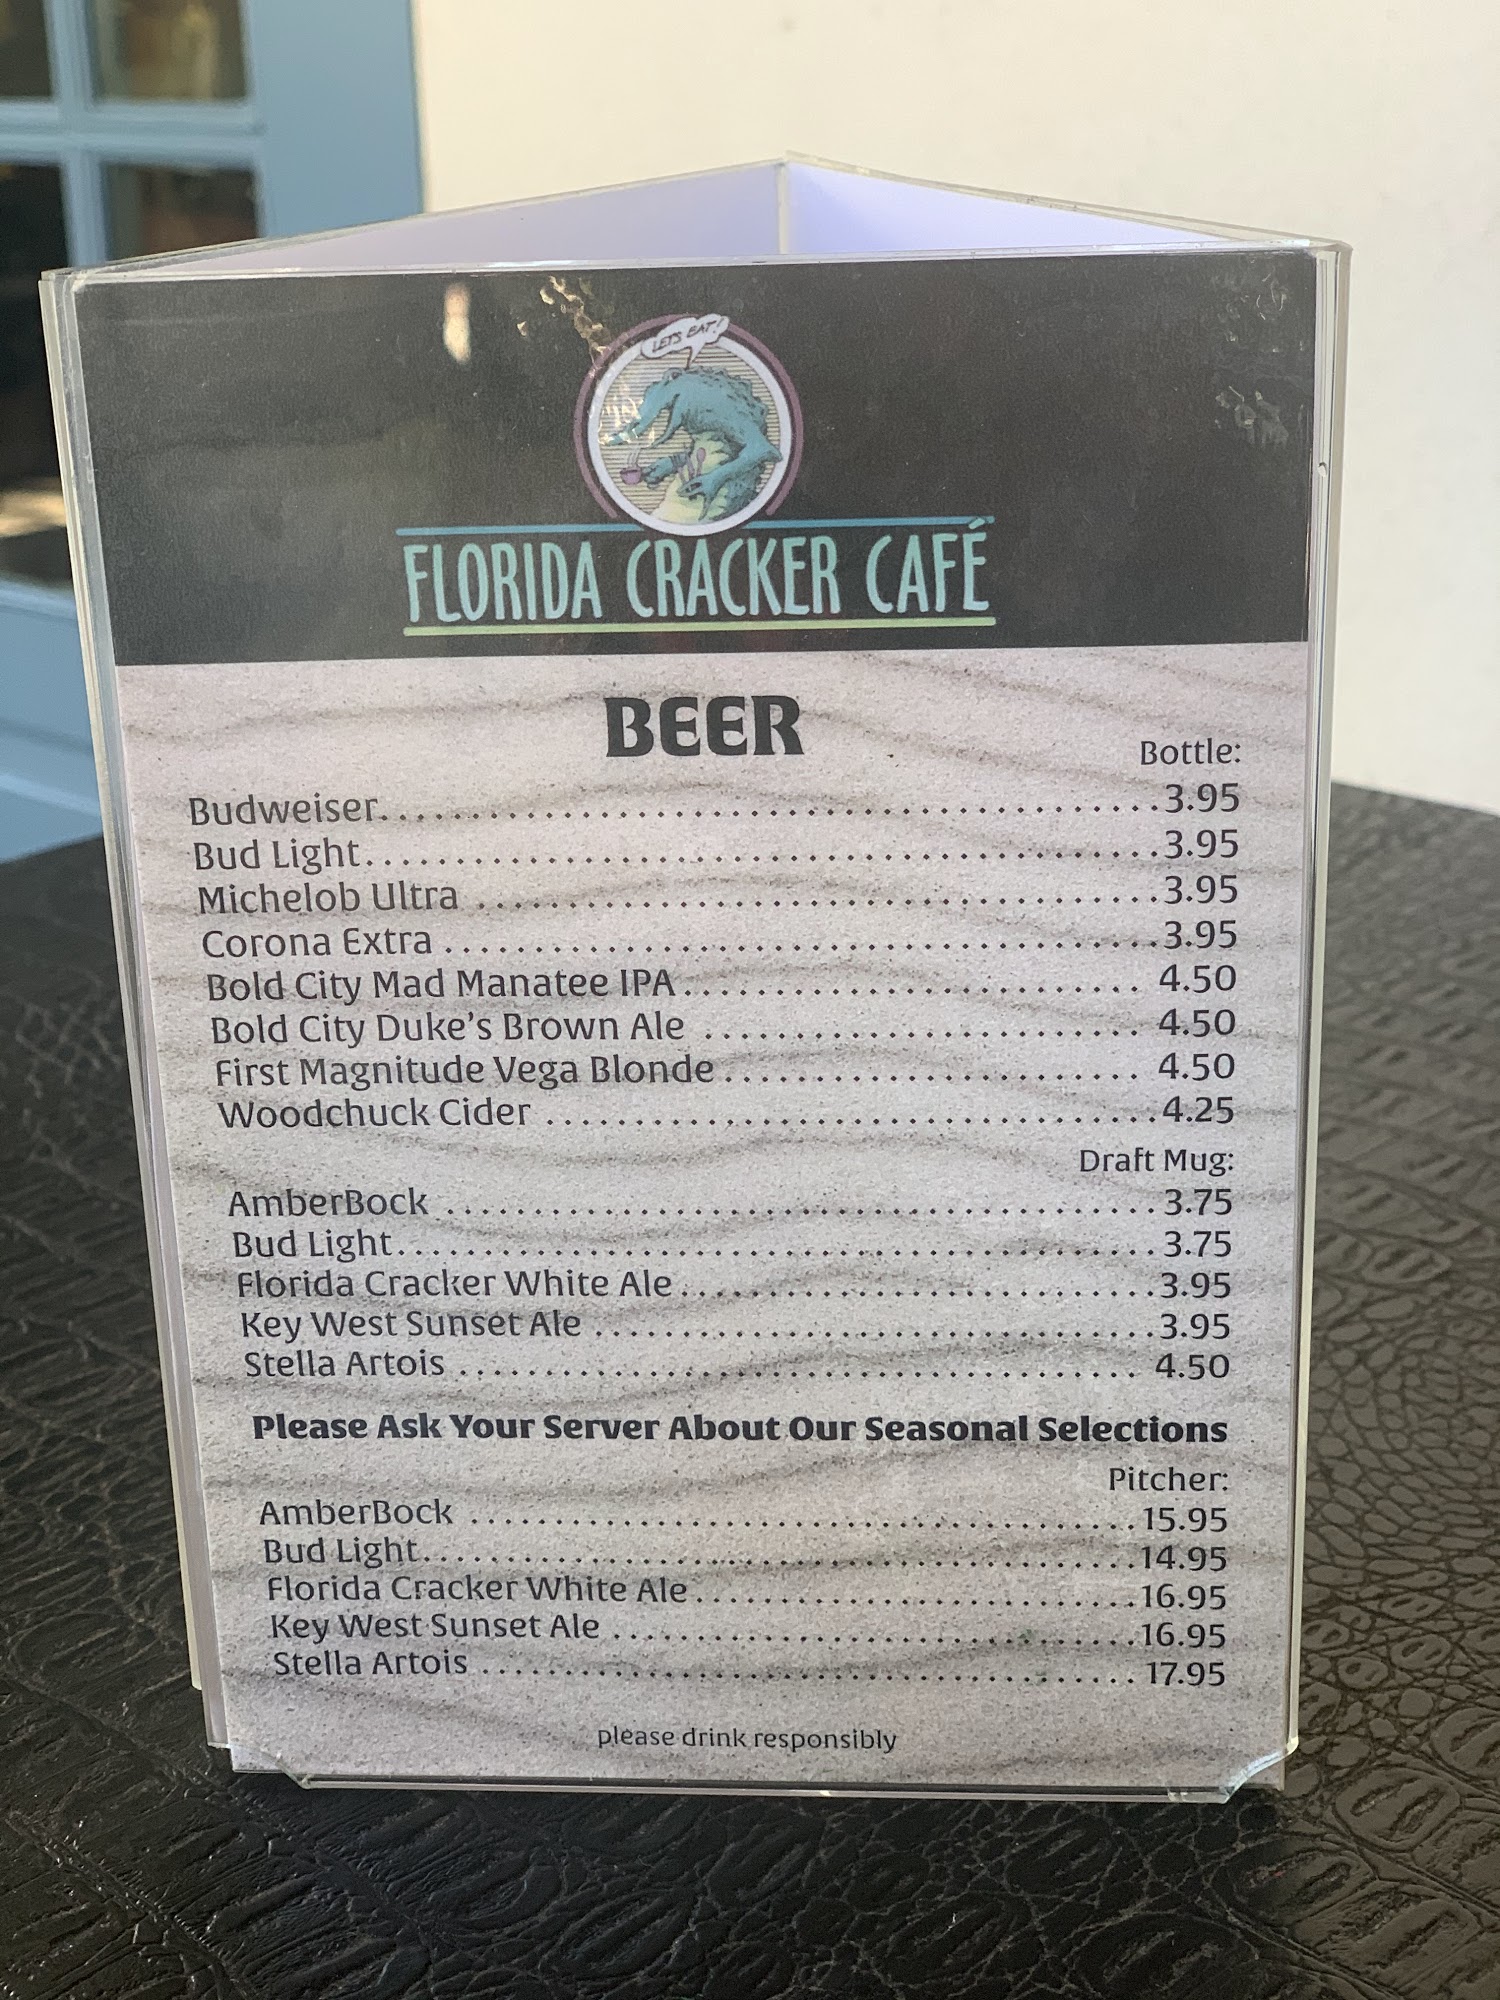 LET'S EAT!
FLORIDA CRACKER CAFÉ
BEER
Bottle:
Budweiser........................................3.95
Bud Light........................................3.95
Michelob Ultra ........................................3.95
Corona Extra ........................................3.95
Bold City Mad Manatee IPA.............................. 4.50
Bold City Duke's Brown Ale .............................. 4.50
First Magnitude Vega Blonde.............................. 4.50
Woodchuck Cider ........................................4.25
Draft Mug:
AmberBock ........................................3.75
Bud Light........................................3.75
Florida Cracker White Ale..............................3.95
Key West Sunset Ale ..............................3.95
Stella Artois ........................................ 4.50
Please Ask Your Server About Our Seasonal Selections
Pitcher:
AmberBock ........................................15.95
Bud Light........................................14.95
Florida Cracker White Ale..............................16.95
Key West Sunset Ale ..............................16.95
Stella Artois ........................................ 17.95
please drink responsibly